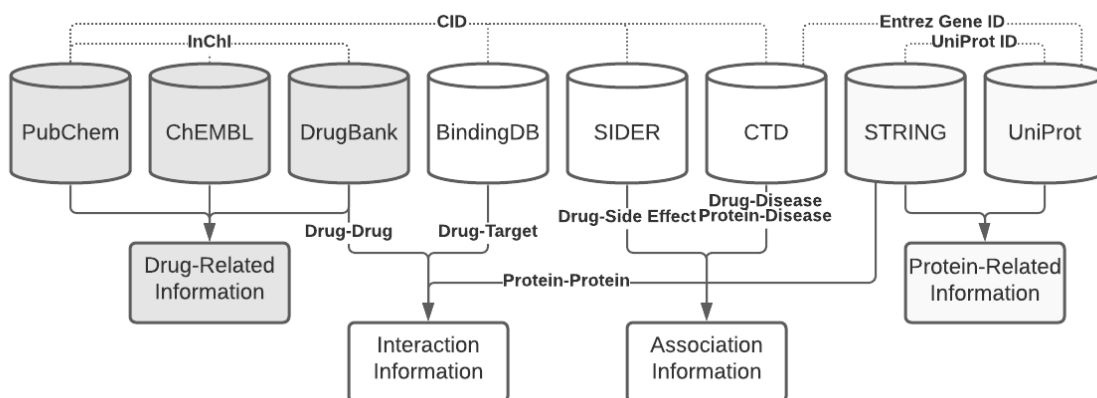 CID
Entrez Gene ID
InChI
UniProt ID
PubChem
ChEMBL
DrugBank
BindingDB
SIDER
CTD
STRING
UniProt
Drug-Disease
Drug-Side Effect
Protein-Disease
Drug-Drug
Drug-Target
Drug-Related
Information
Protein-Related
Information
Protein-Protein
Interaction
Information
Association
Information